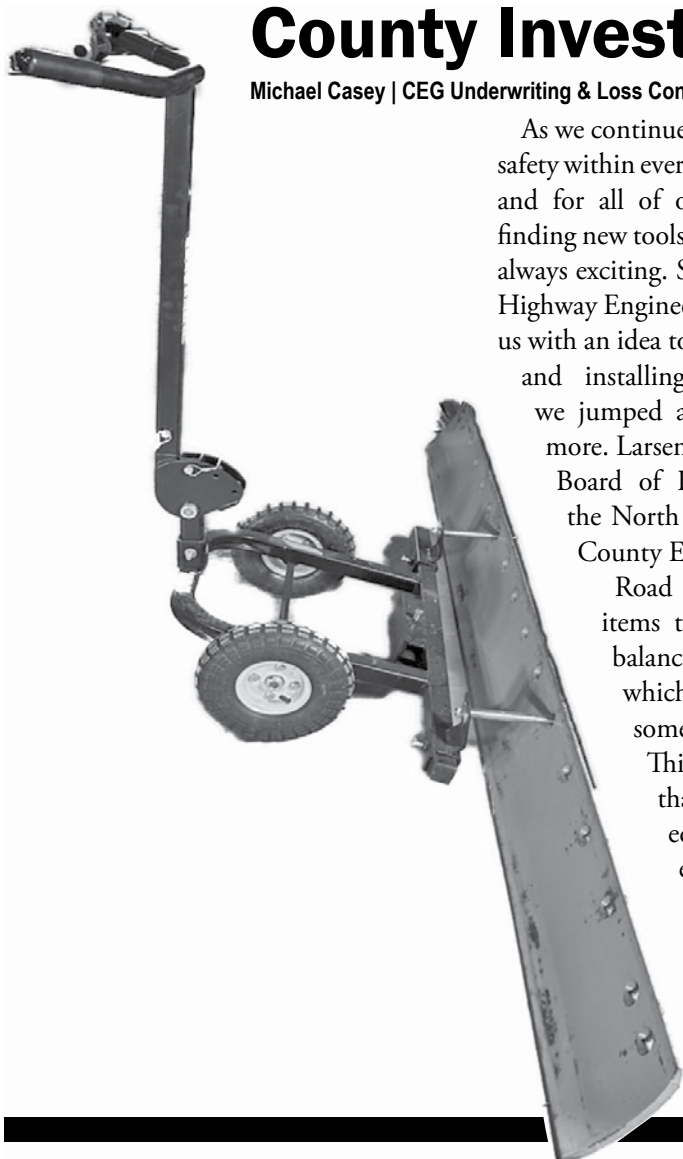 County Invest
Michael Casey | CEG Underwriting & Loss Con
As we continue
safety within ever
and for all of
finding new tools
always exciting. S
Highway Engine
us with an idea to
and installing
we jumped a
more. Larsen
Board of
the North
County E
Road
items t
balanc
which
some
Thi
tha
e
e